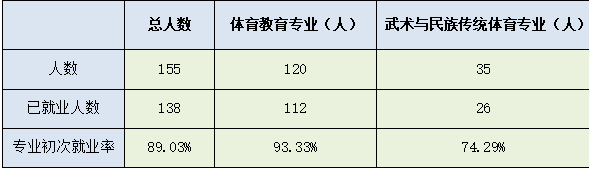 总人数 体育教育专业（人） 武术与民族传统体育专业（人）
人数 155 120 35
已就业人数 138 112 26
专业初次就业率 89.03% 93.33% 74.29%